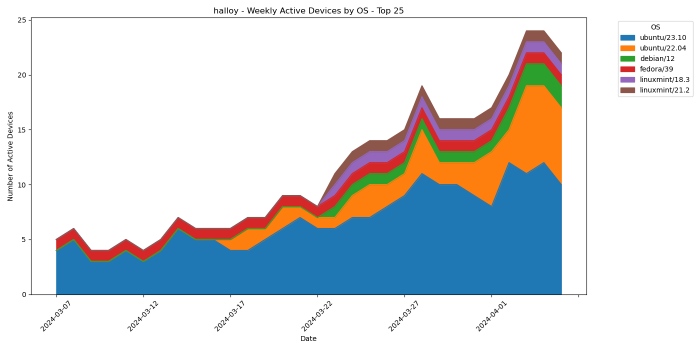 halloy - Weekly Active Devices by OS - Top 25
OS
ubuntu/23.10
ubuntu/22.04
debian/12
fedora/39
linuxmint/18.3
linuxmint/21.2
Number of Active Devices
25
20
15
10
5
0
2024-03-07
2024-03-12
2024-03-17
2024-03-22
2024-03-27
2024-04-01
Date